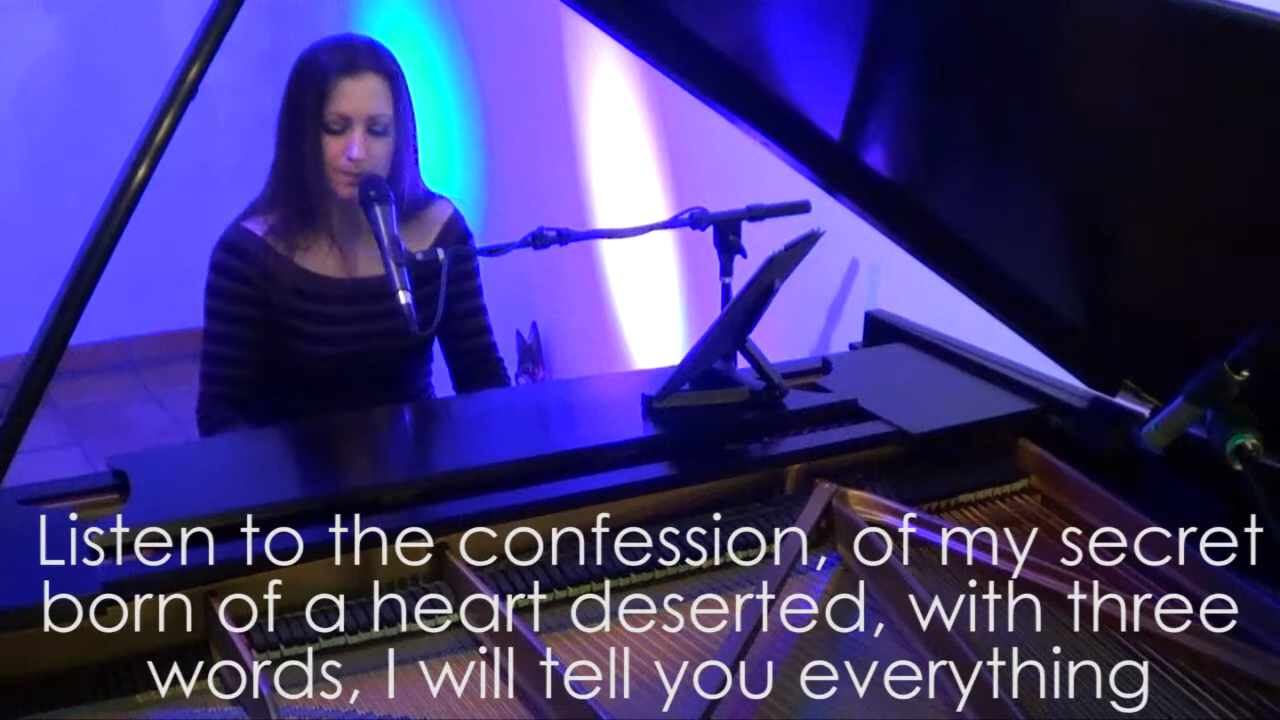 Listen to the confession, of my secret
born of a heart deserted, with three
words, I will tell you everything